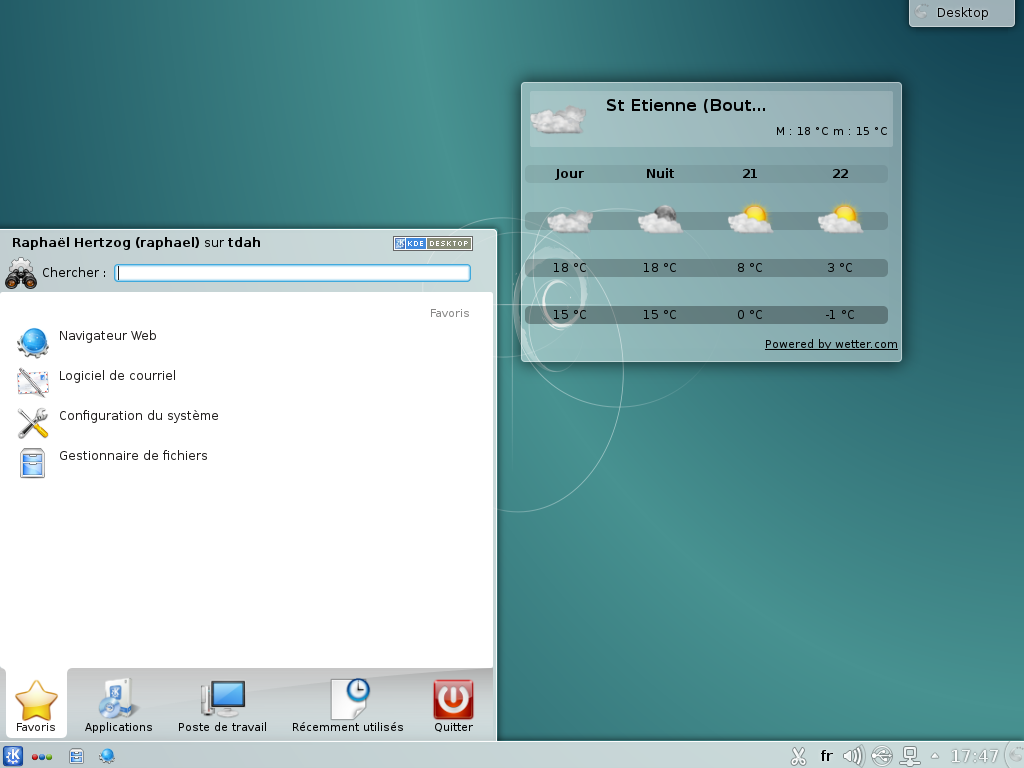 Desktop
St Etienne (Bout...
M : 18 °C m : 15 °C
Jour Nuit 21 22
18 °C 18 °C 8 °C 3 °C
15 °C 15 °C 0 °C -1 °C
Powered by wetter.com
Raphaël Hertzog (raphael) sur tdah
KDE DESKTOP
Chercher :
Favoris
Navigateur Web
Logiciel de courriel
Configuration du système
Gestionnaire de fichiers
Favoris Applications Poste de travail Récemment utilisés Quitter
fr 17:47